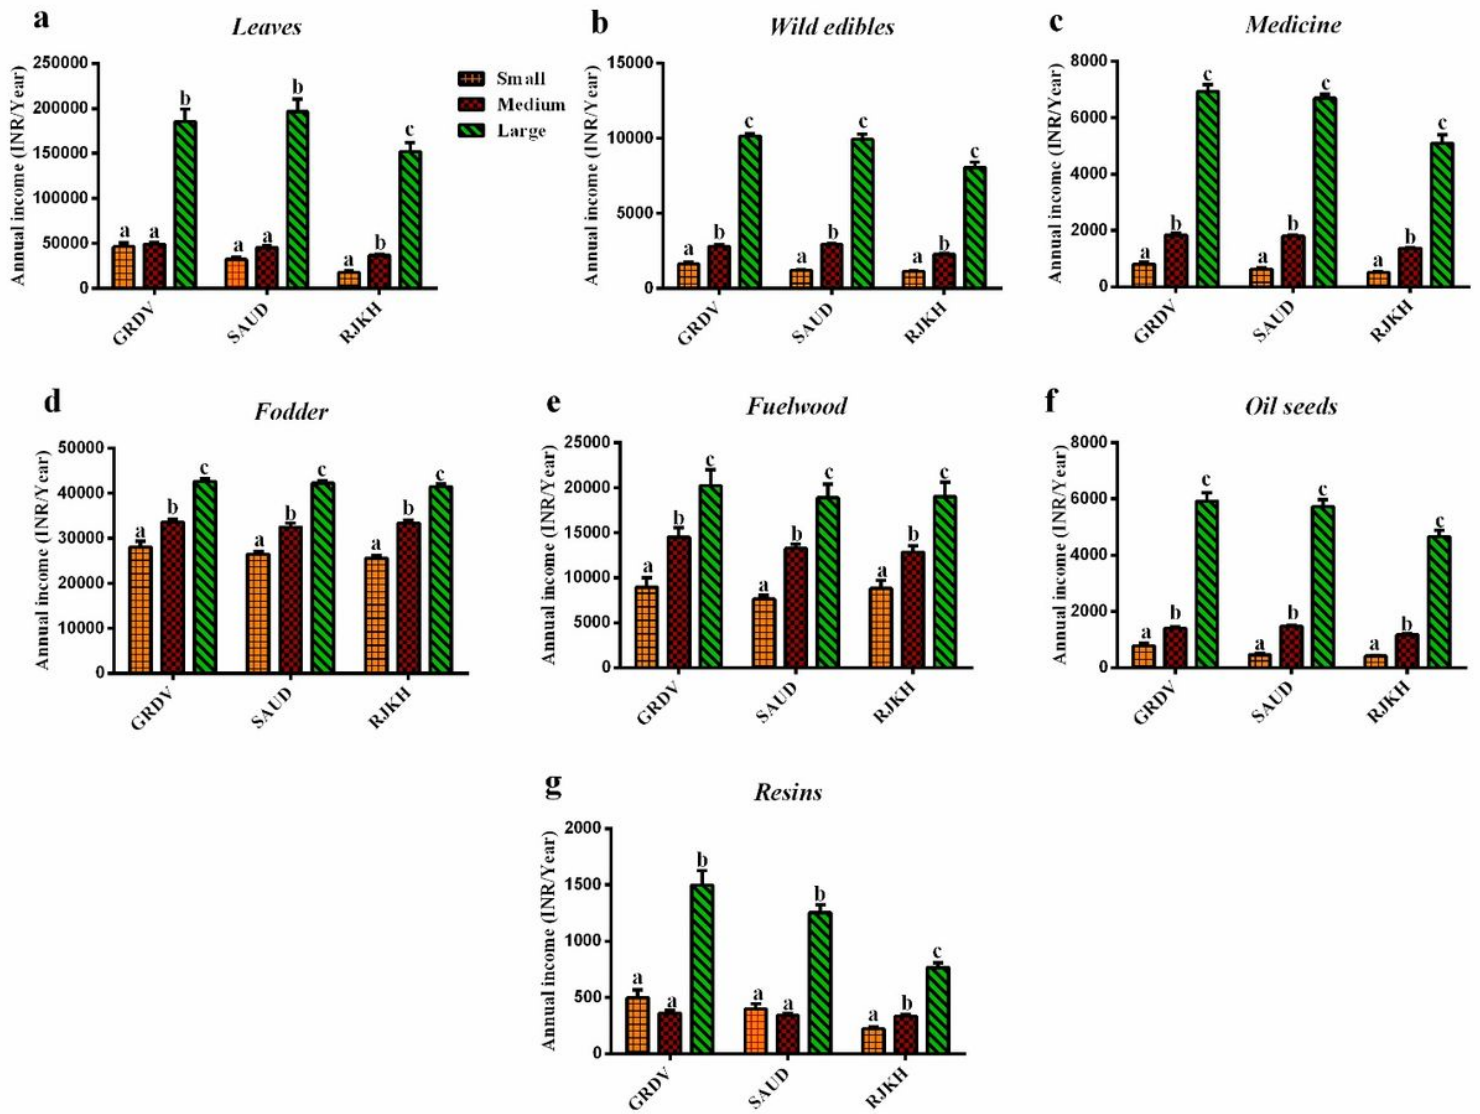 a
Leaves
Annual income (INR/Year)
250000
200000
150000
100000
50000
0
a a b
a a b
a b c
GRDV
SAUD
RJKH
Small
Medium
Large
b
Wild edibles
Annual income (INR/Year)
15000
10000
5000
0
a b c
a b c
a b c
GRDV
SAUD
RJKH
c
Medicine
Annual income (INR/Year)
8000
6000
4000
2000
0
a b c
a b c
a b c
GRDV
SAUD
RJKH
d
Fodder
Annual income (INR/Year)
50000
40000
30000
20000
10000
0
a b c
a b c
a b c
GRDV
SAUD
RJKH
e
Fuelwood
Annual income (INR/Year)
25000
20000
15000
10000
5000
0
a b c
a b c
a b c
GRDV
SAUD
RJKH
f
Oil seeds
Annual income (INR/Year)
8000
6000
4000
2000
0
a b c
a b c
a b c
GRDV
SAUD
RJKH
g
Resins
Annual income (INR/Year)
2000
1500
1000
500
0
a a b
a a b
a b c
GRDV
SAUD
RJKH